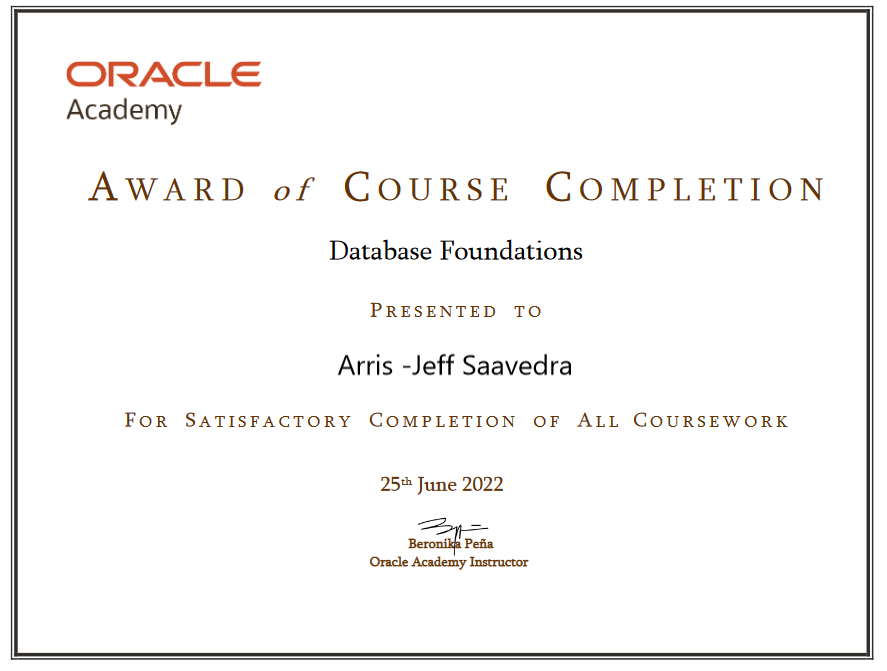 ORACLE
Academy
AWARD of COURSE COMPLETION
Database Foundations
PRESENTED TO
Arris -Jeff Saavedra
FOR SATISFACTORY COMPLETION OF ALL COURSEWORK
25th June 2022
Beronika Peña
Oracle Academy Instructor